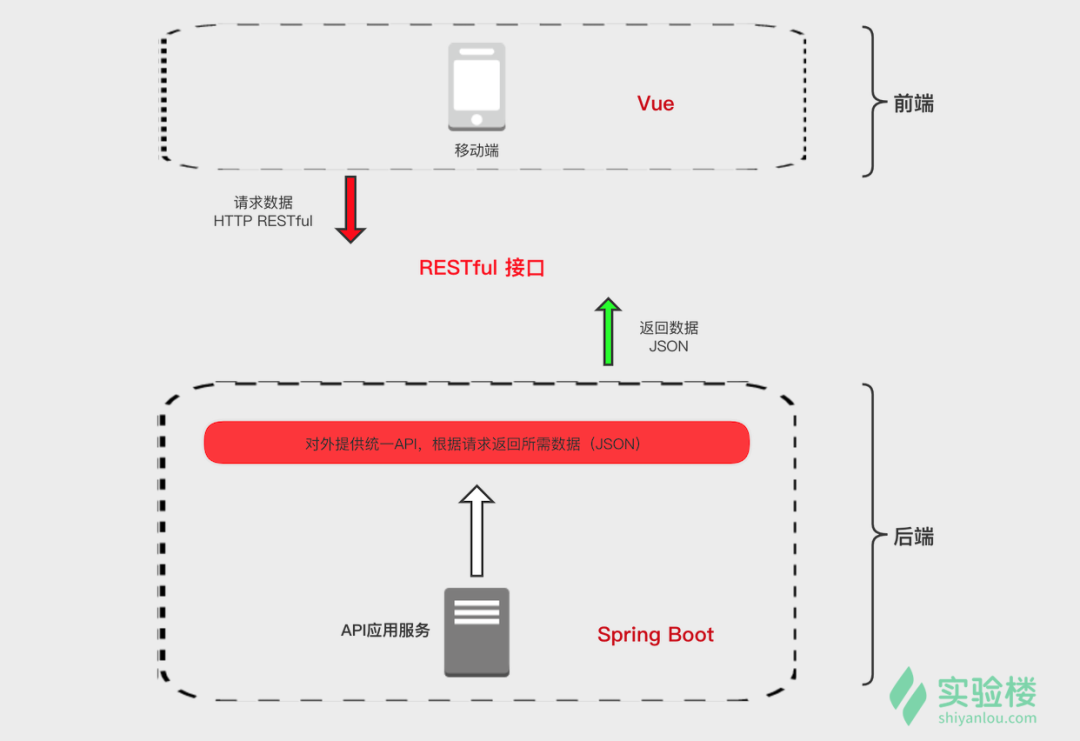 Vue
前端
移动端
请求数据
HTTP RESTful
RESTful 接口
返回数据
JSON
对外提供统一API，根据请求返回所需数据（JSON）
后端
API应用服务
Spring Boot
实验楼
shiyanlou.com